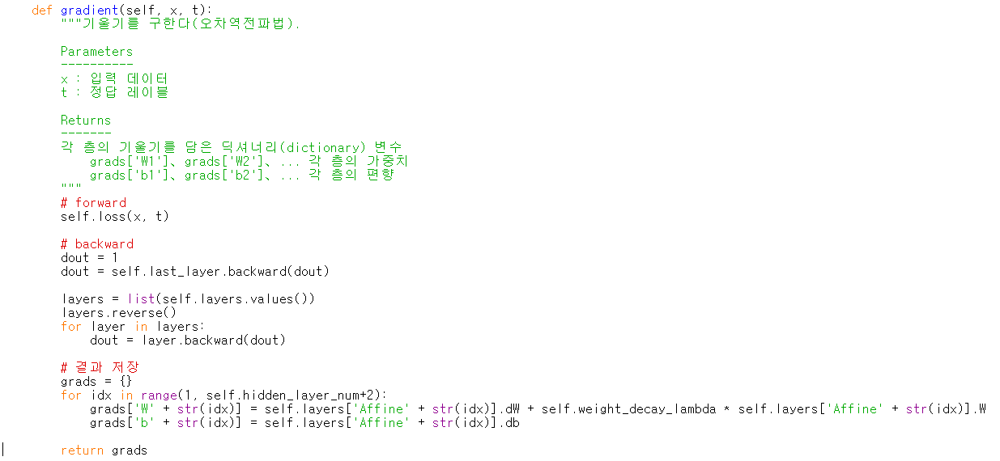 def gradient(self, x, t):
"""기울기를 구한다(오차역전파법).
Parameters
----------
x : 입력 데이터
t : 정답 레이블
Returns
-------
각 층의 기울기를 담은 딕셔너리(dictionary) 변수
grads['W1']、grads['W2']、... 각 층의 가중치
grads['b1']、grads['b2']、... 각 층의 편향
"""
# forward
self.loss(x, t)
# backward
dout = 1
dout = self.last_layer.backward(dout)
layers = list(self.layers.values())
layers.reverse()
for layer in layers:
dout = layer.backward(dout)
# 결과 저장
grads = {}
for idx in range(1, self.hidden_layer_num+2):
grads['W' + str(idx)] = self.layers['Affine' + str(idx)].dW + self.weight_decay_lambda * self.layers['Affine' + str(idx)].W
grads['b' + str(idx)] = self.layers['Affine' + str(idx)].db
return grads